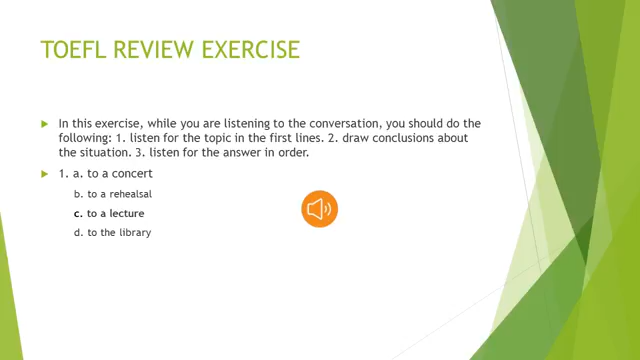 TOEFL REVIEW EXERCISE
In this exercise, while you are listening to the conversation, you should do the
following: 1. listen for the topic in the first lines. 2. draw conclusions about
the situation. 3. listen for the answer in order.
1. a. to a concert
b. to a rehealsal
c. to a lecture
d. to the library